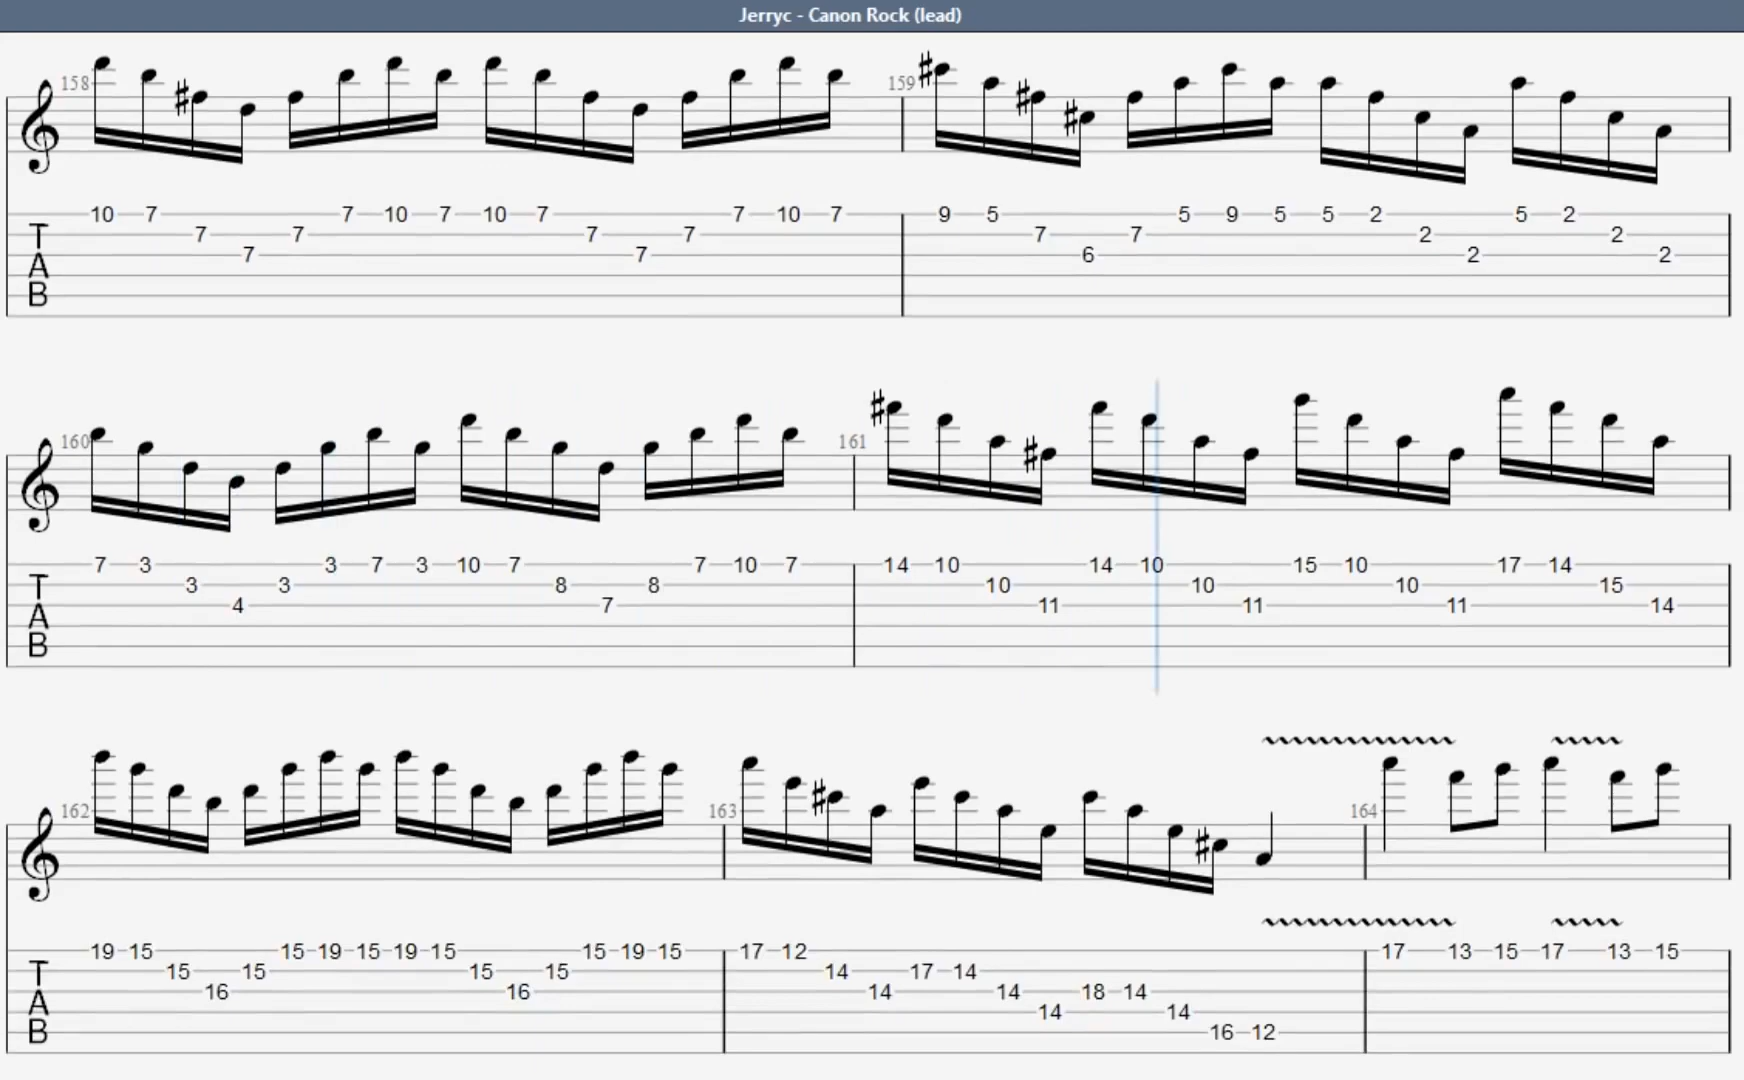 Jerryc - Canon Rock (lead)
158 159
10 7 7 10 7 10 7 7 10 7 9 5 5 9 5 5 2 5 2
T 7 7 7 7 7 7 2 2
A 7 7 6 2 2
B
160 161
7 3 3 7 3 10 7 7 10 7 14 10 14 10 15 10 17 14
T 3 3 8 8 10 10 10 15
A 4 7 11 11 11 14
B
162 163 164
19 15 15 19 15 19 15 15 19 15 17 12 17 13 15 17 13 15
T 15 15 15 15 14 17 14
A 16 16 14 14 18 14
14 14
B 16 12